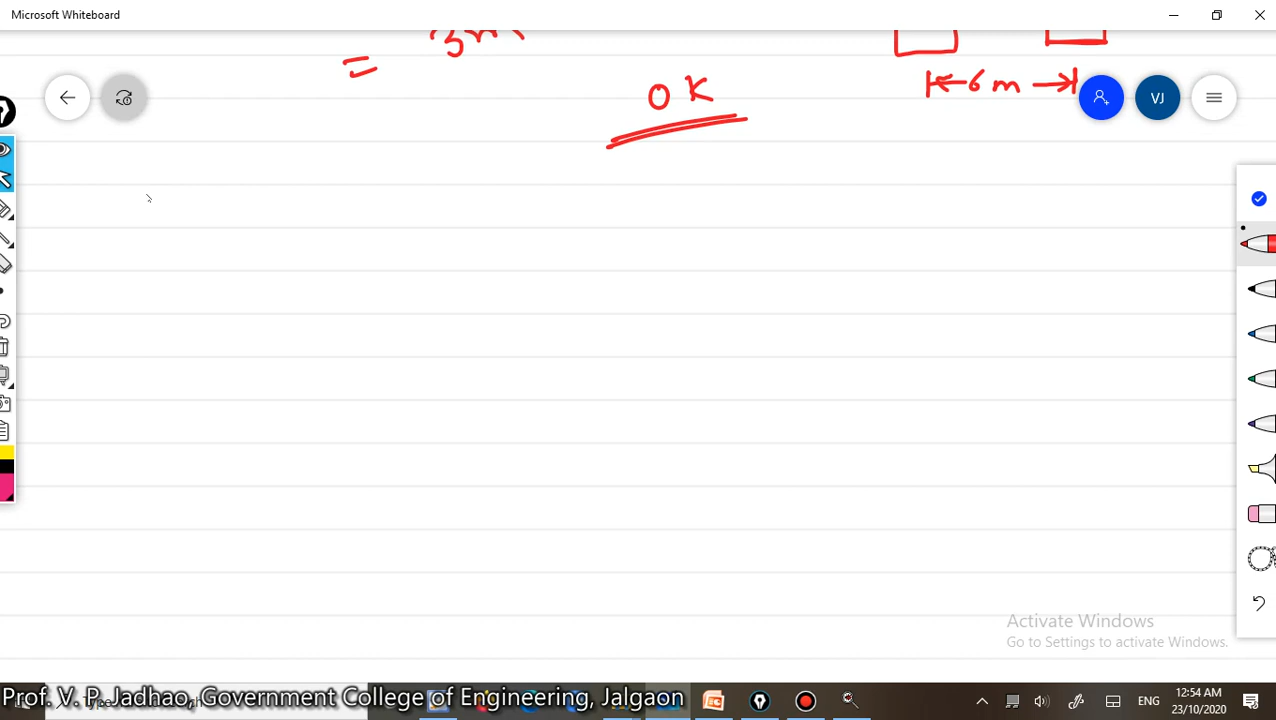 Microsoft Whiteboard
3m
=
6 m
O K
VJ
Activate Windows
Go to Settings to activate Windows.
Prof. V. P. Jadhao, Government College of Engineering, Jalgaon
ENG
12:54 AM
23/10/2020